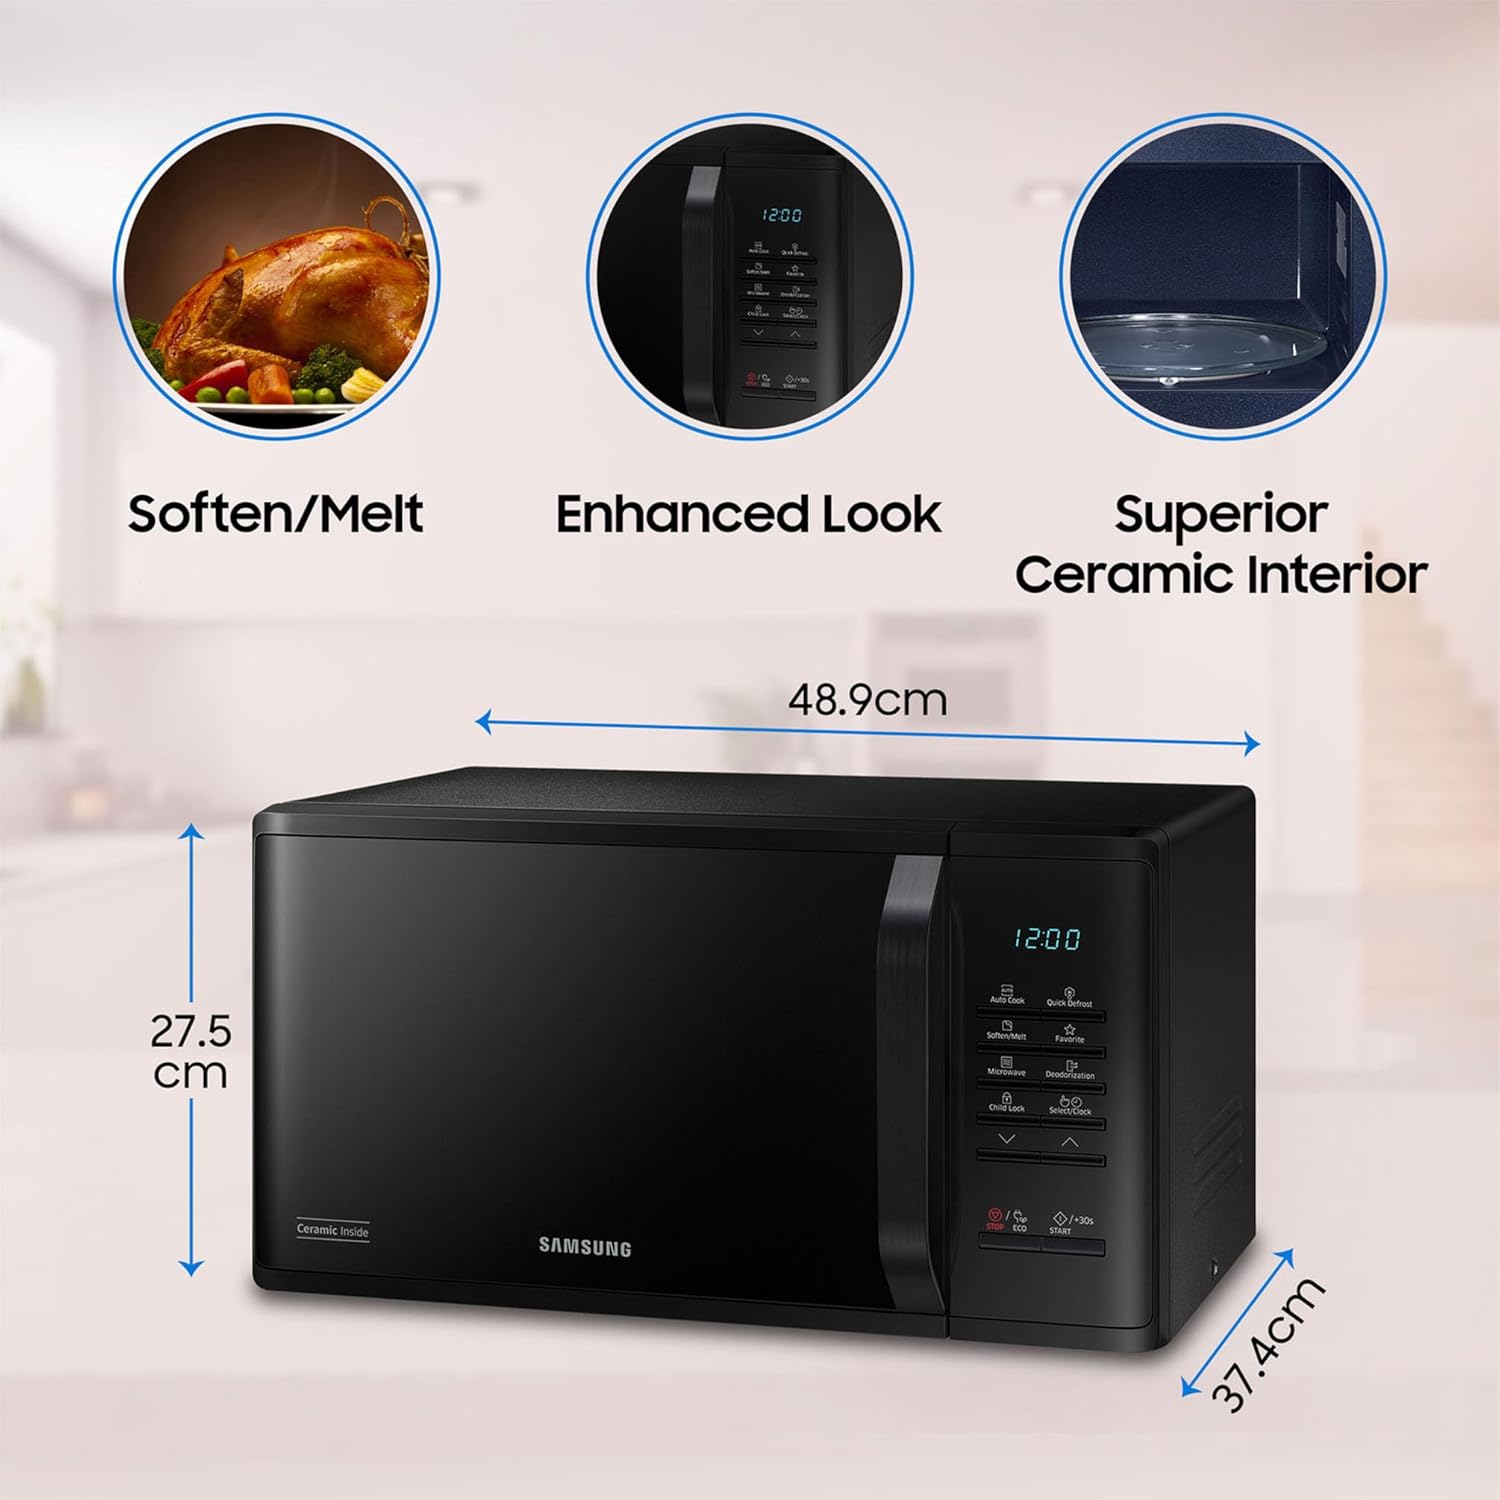 12:00
Auto Cook Quick Defrost
Soften/Melt Favorite
Microwave Deodorization
Child Lock Select/Clock
STOP / ECO START /+30s
Soften/Melt
Enhanced Look
Superior
Ceramic Interior
48.9cm
27.5
cm
12:00
AUTO
Auto Cook Quick Defrost
Soften/Melt Favorite
Microwave Deodorization
Child Lock Select/Clock
STOP / ECO START /+30s
Ceramic Inside
SAMSUNG
37.4cm